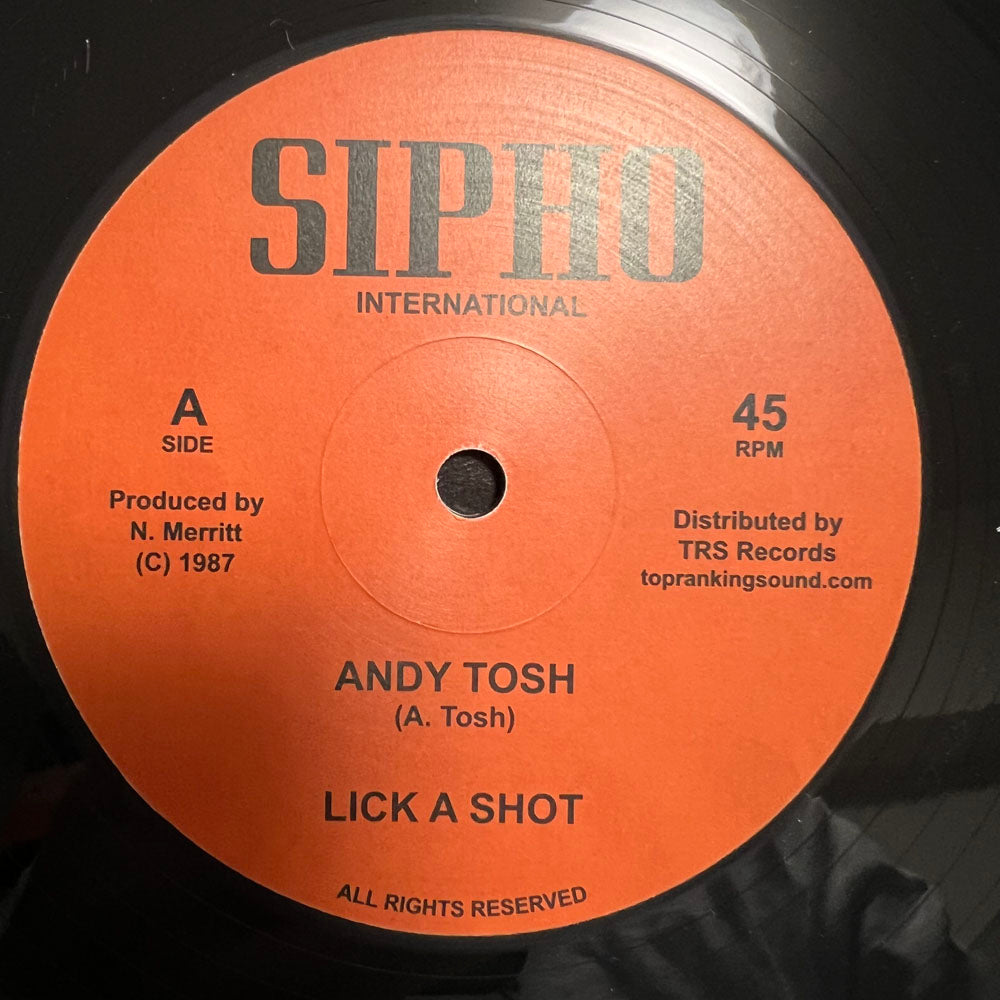 SIPHO
INTERNATIONAL
A
SIDE
Produced by
N. Merritt
(C) 1987
45
RPM
Distributed by
TRS Records
toprankingsound.com
ANDY TOSH
(A. Tosh)
LICK A SHOT
ALL RIGHTS RESERVED